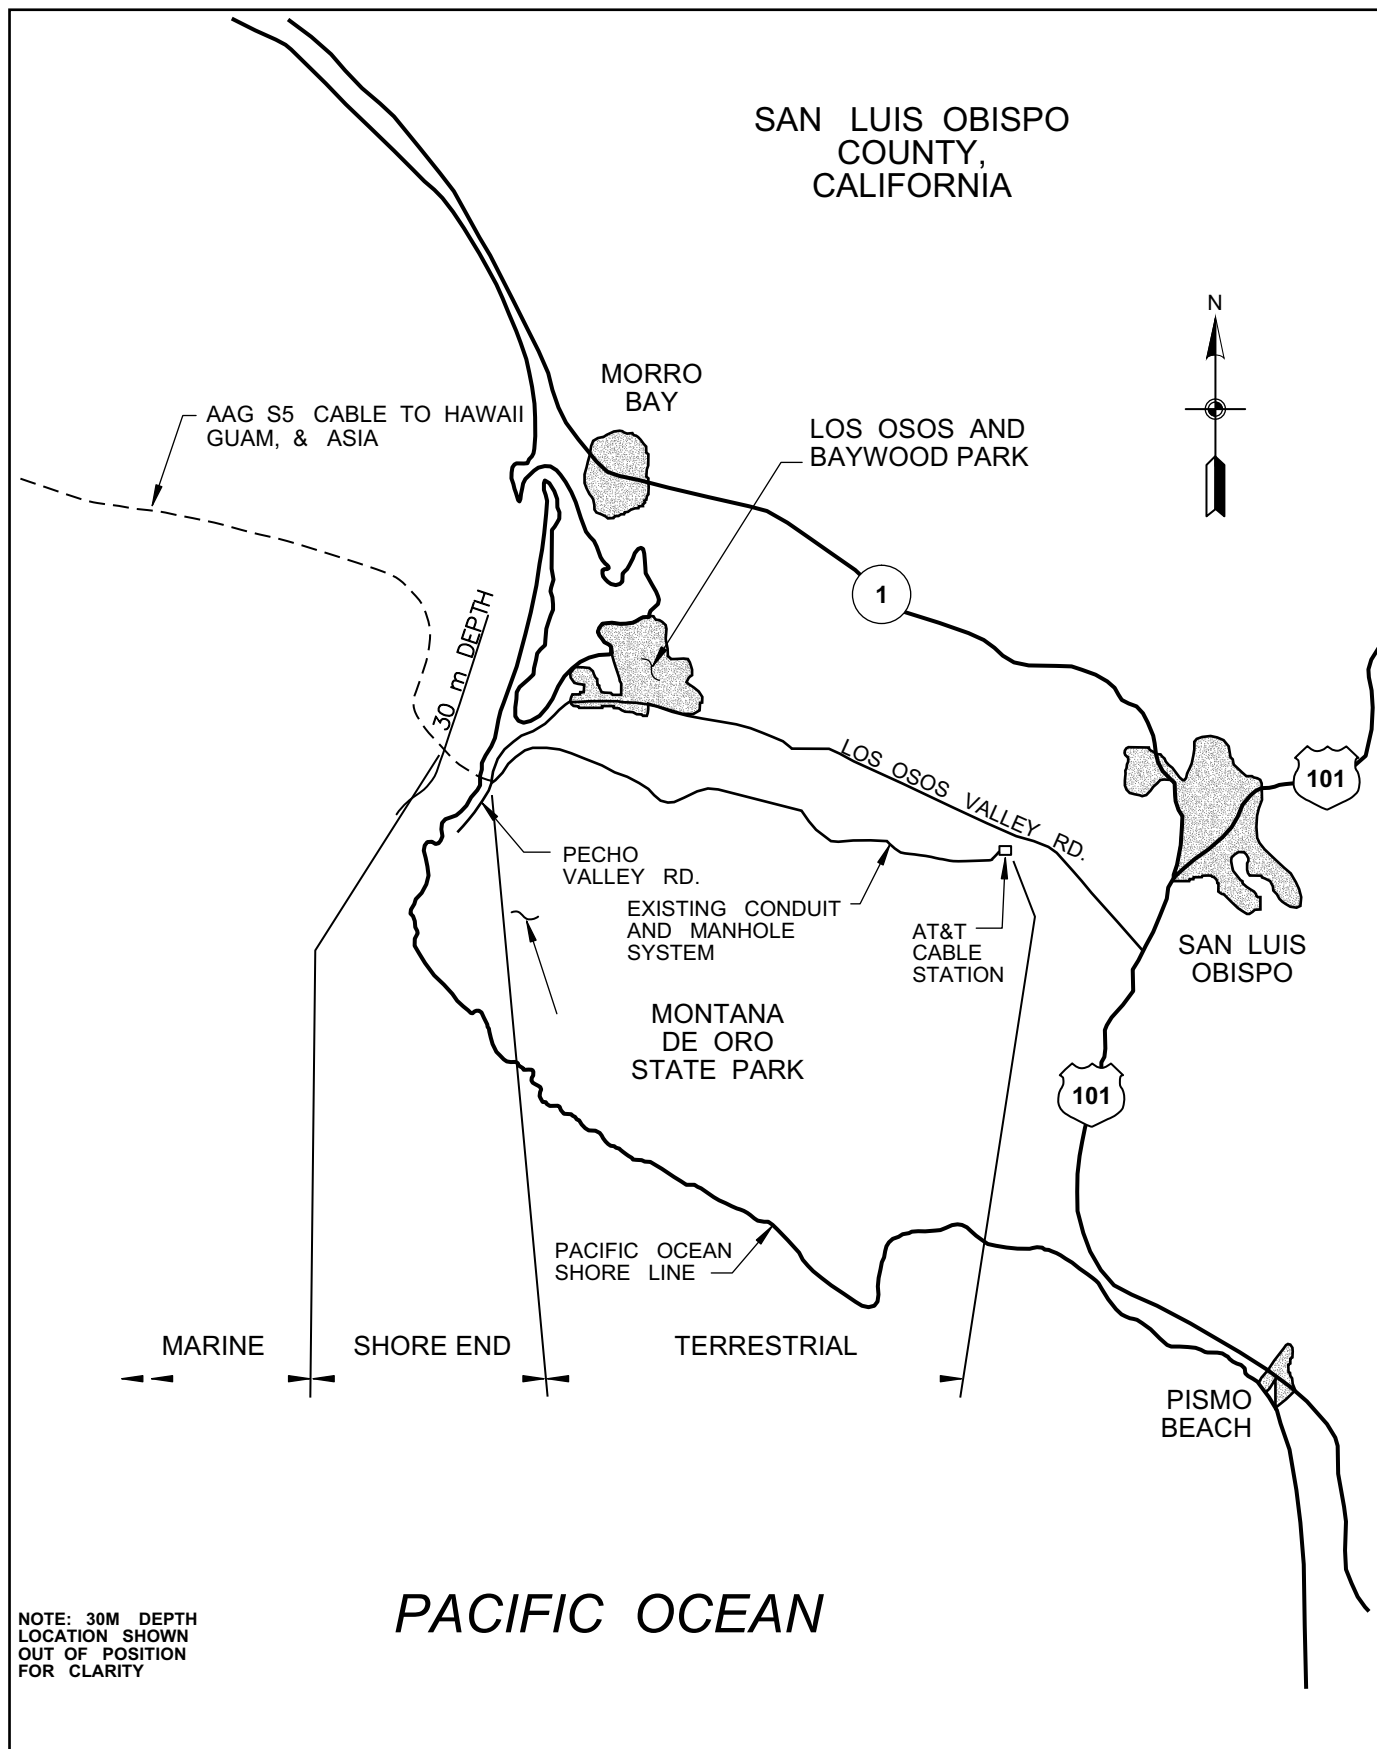 SAN LUIS OBISPO
COUNTY,
CALIFORNIA
N
MORRO
BAY
AAG S5 CABLE TO HAWAII
GUAM, & ASIA
LOS OSOS AND
BAYWOOD PARK
1
30 m DEPTH
LOS OSOS VALLEY RD.
101
PECHO
VALLEY RD.
EXISTING CONDUIT
AND MANHOLE
SYSTEM
AT&T
CABLE
STATION
SAN LUIS
OBISPO
MONTANA
DE ORO
STATE PARK
101
PACIFIC OCEAN
SHORE LINE
MARINE
SHORE END
TERRESTRIAL
PISMO
BEACH
PACIFIC OCEAN
NOTE: 30M DEPTH
LOCATION SHOWN
OUT OF POSITION
FOR CLARITY